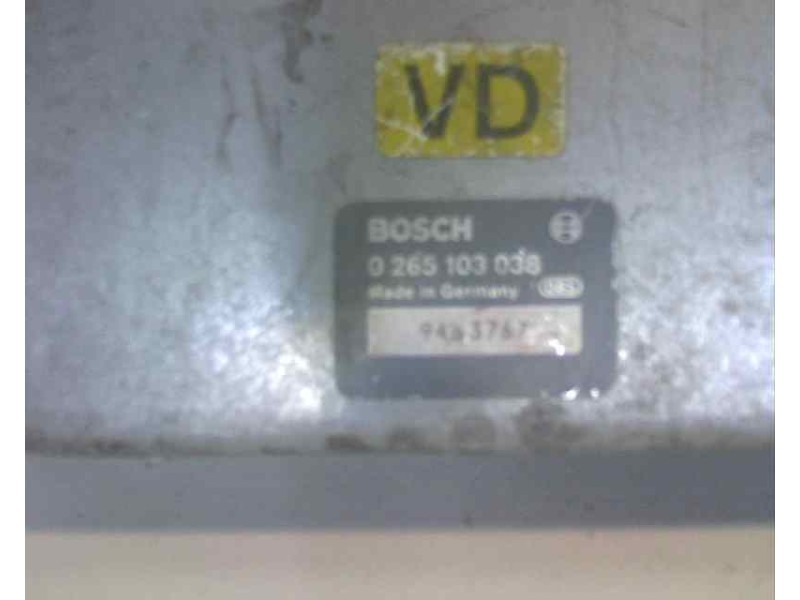 VD
BOSCH
0 265 103 038
Made in Germany